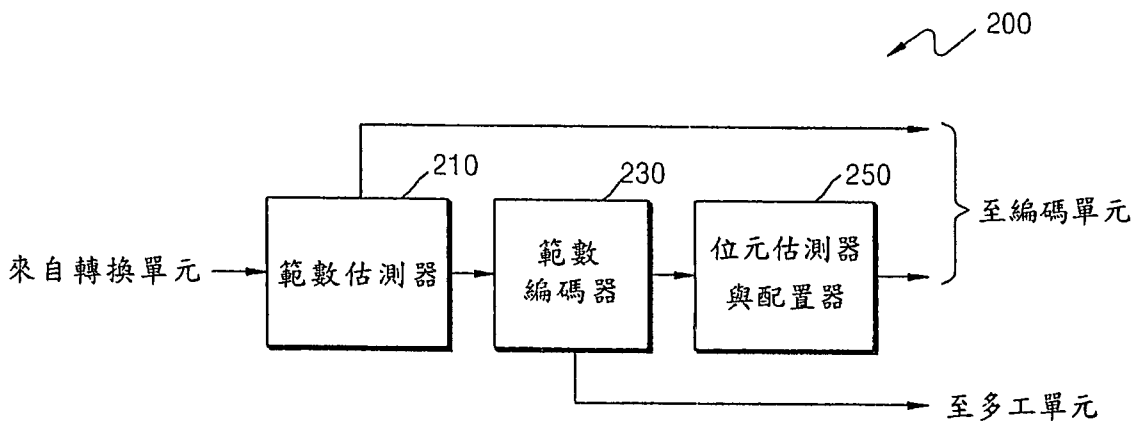 200
210
230
250
來自轉換單元
範數估測器
範數
編碼器
位元估測器
與配置器
至編碼單元
至多工單元